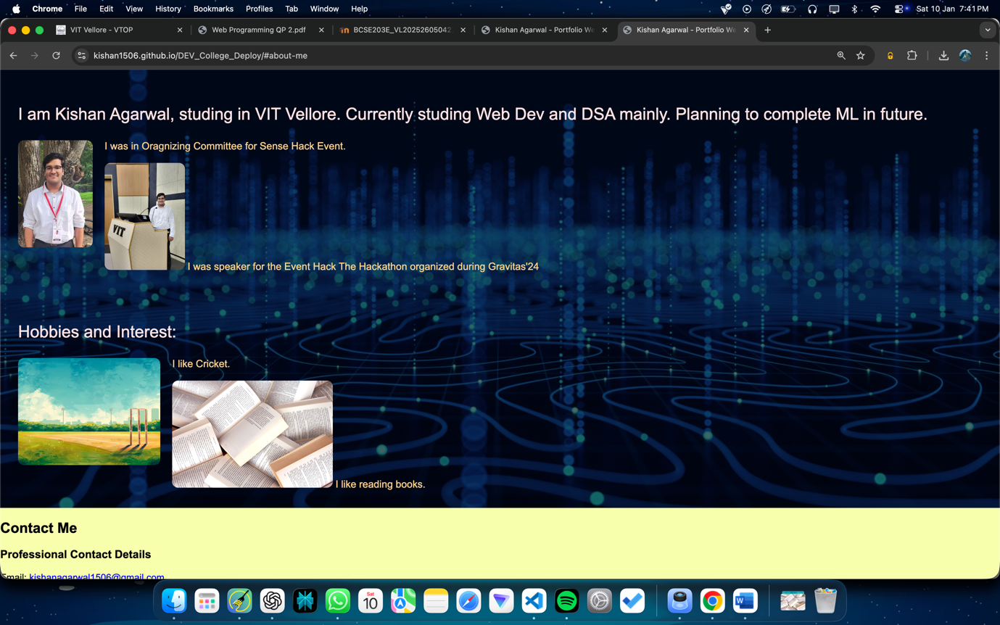 Chrome File Edit View History Bookmarks Profiles Tab Window Help Sat 10 Jan 7:41 PM
VIT Vellore - VTOP Web Programming QP 2.pdf BCSE203E_VL20252605042 Kishan Agarwal - Portfolio We Kishan Agarwal - Portfolio We
kishan1506.github.io/DEV_College_Deploy/#about-me
I am Kishan Agarwal, studing in VIT Vellore. Currently studing Web Dev and DSA mainly. Planning to complete ML in future.
I was in Oragnizing Committee for Sense Hack Event.
VIT
I was speaker for the Event Hack The Hackathon organized during Gravitas'24
Hobbies and Interest:
I like Cricket.
I like reading books.
Contact Me
Professional Contact Details
Email: kishanagarwal1506@gmail.com
Sat
10
W